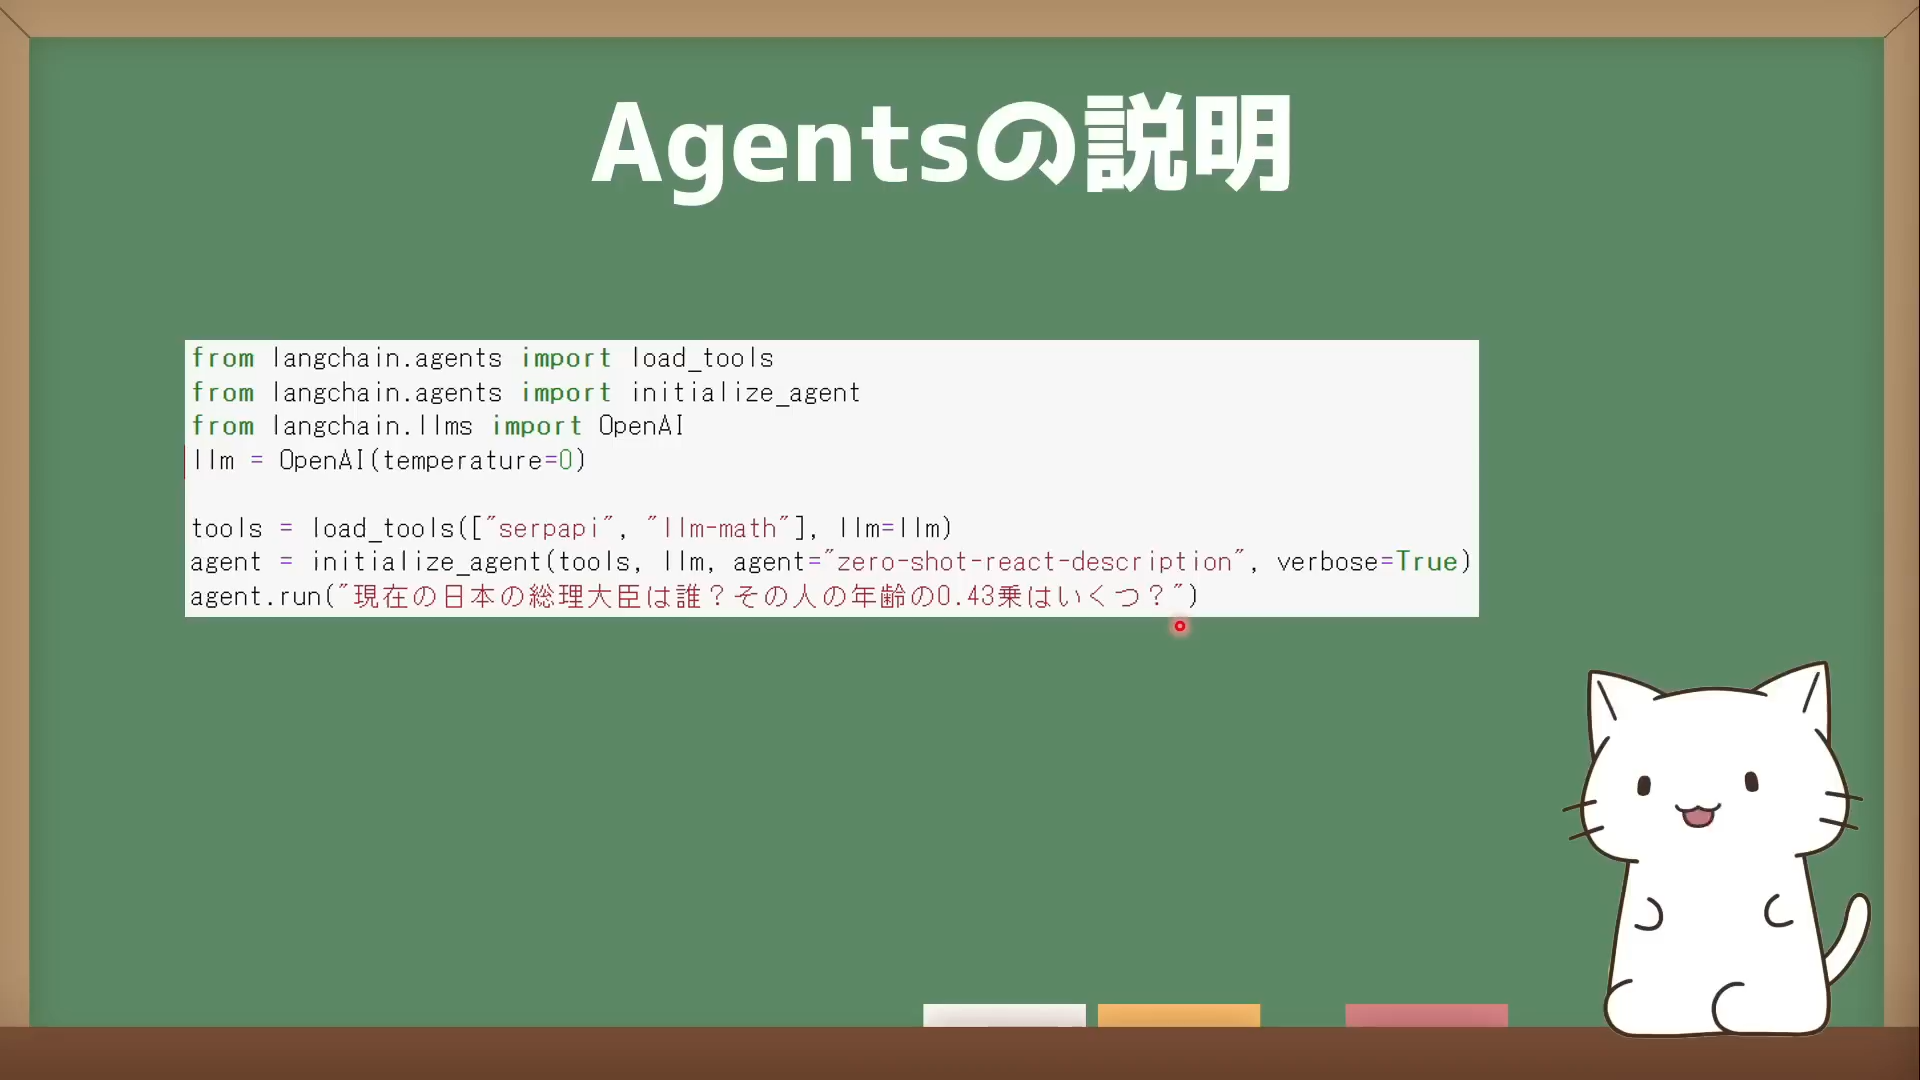 Agentsの説明
from langchain.agents import load_tools
from langchain.agents import initialize_agent
from langchain.llms import OpenAI
llm = OpenAI(temperature=0)
tools = load_tools(["serpapi", "llm-math"], llm=llm)
agent = initialize_agent(tools, llm, agent="zero-shot-react-description", verbose=True)
agent.run("現在の日本の総理大臣は誰？その人の年齢の0.43乗はいくつ？")